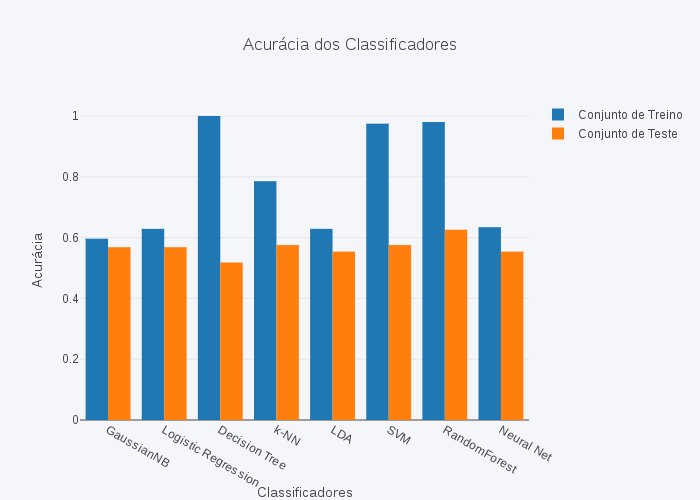 Acurácia dos Classificadores
Conjunto de Treino
Conjunto de Teste
Acurácia
1
0.8
0.6
0.4
0.2
0
GaussianNB
Logistic Regression
Decision Tree
k-NN
LDA
SVM
RandomForest
Neural Net
Classificadores